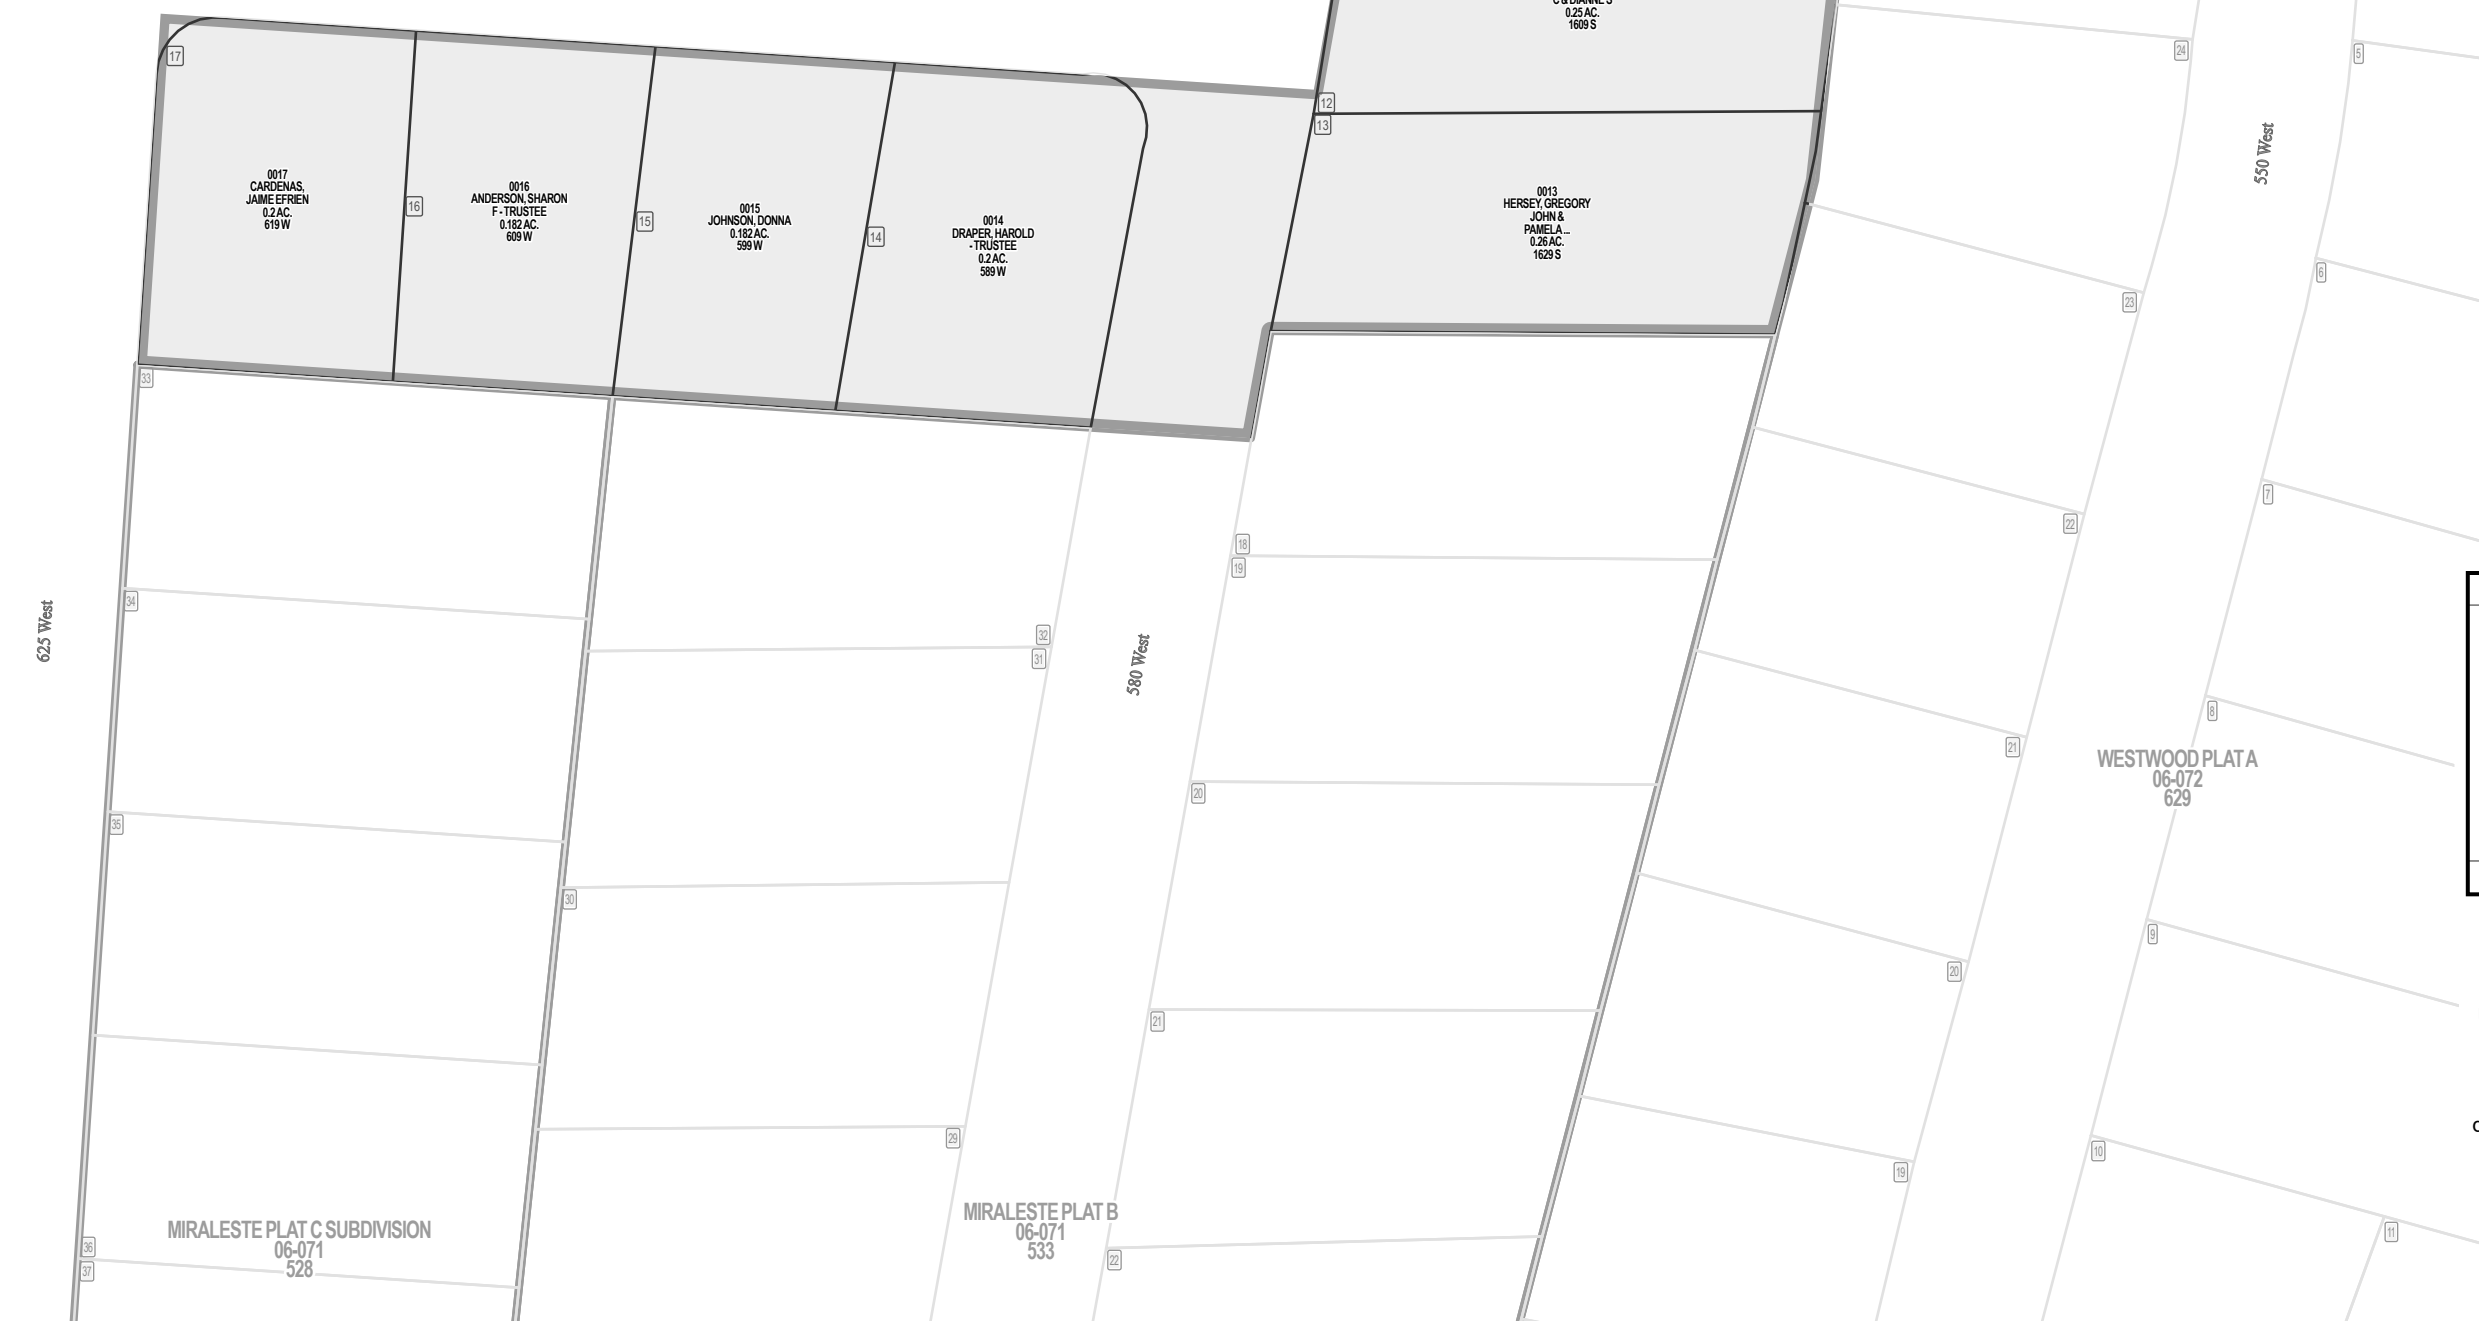 C & DIANNE S
0.25 AC.
1609 S
17
12
13
24
5
0017
CARDENAS,
JAIME EFRIEN
0.2 AC.
619 W
16
0016
ANDERSON, SHARON
F - TRUSTEE
0.182 AC.
609 W
15
0015
JOHNSON, DONNA
0.182 AC.
599 W
14
0014
DRAPER, HAROLD
- TRUSTEE
0.2 AC.
589 W
0013
HERSEY, GREGORY
JOHN &
PAMELA ...
0.26 AC.
1629 S
550 West
6
23
33
7
22
18
19
34
625 West
32
31
580 West
8
21
WESTWOOD PLAT A
06-072
629
20
35
30
9
20
21
29
10
19
MIRALESTE PLAT C SUBDIVISION
06-071
528
MIRALESTE PLAT B
06-071
533
11
36
37
22